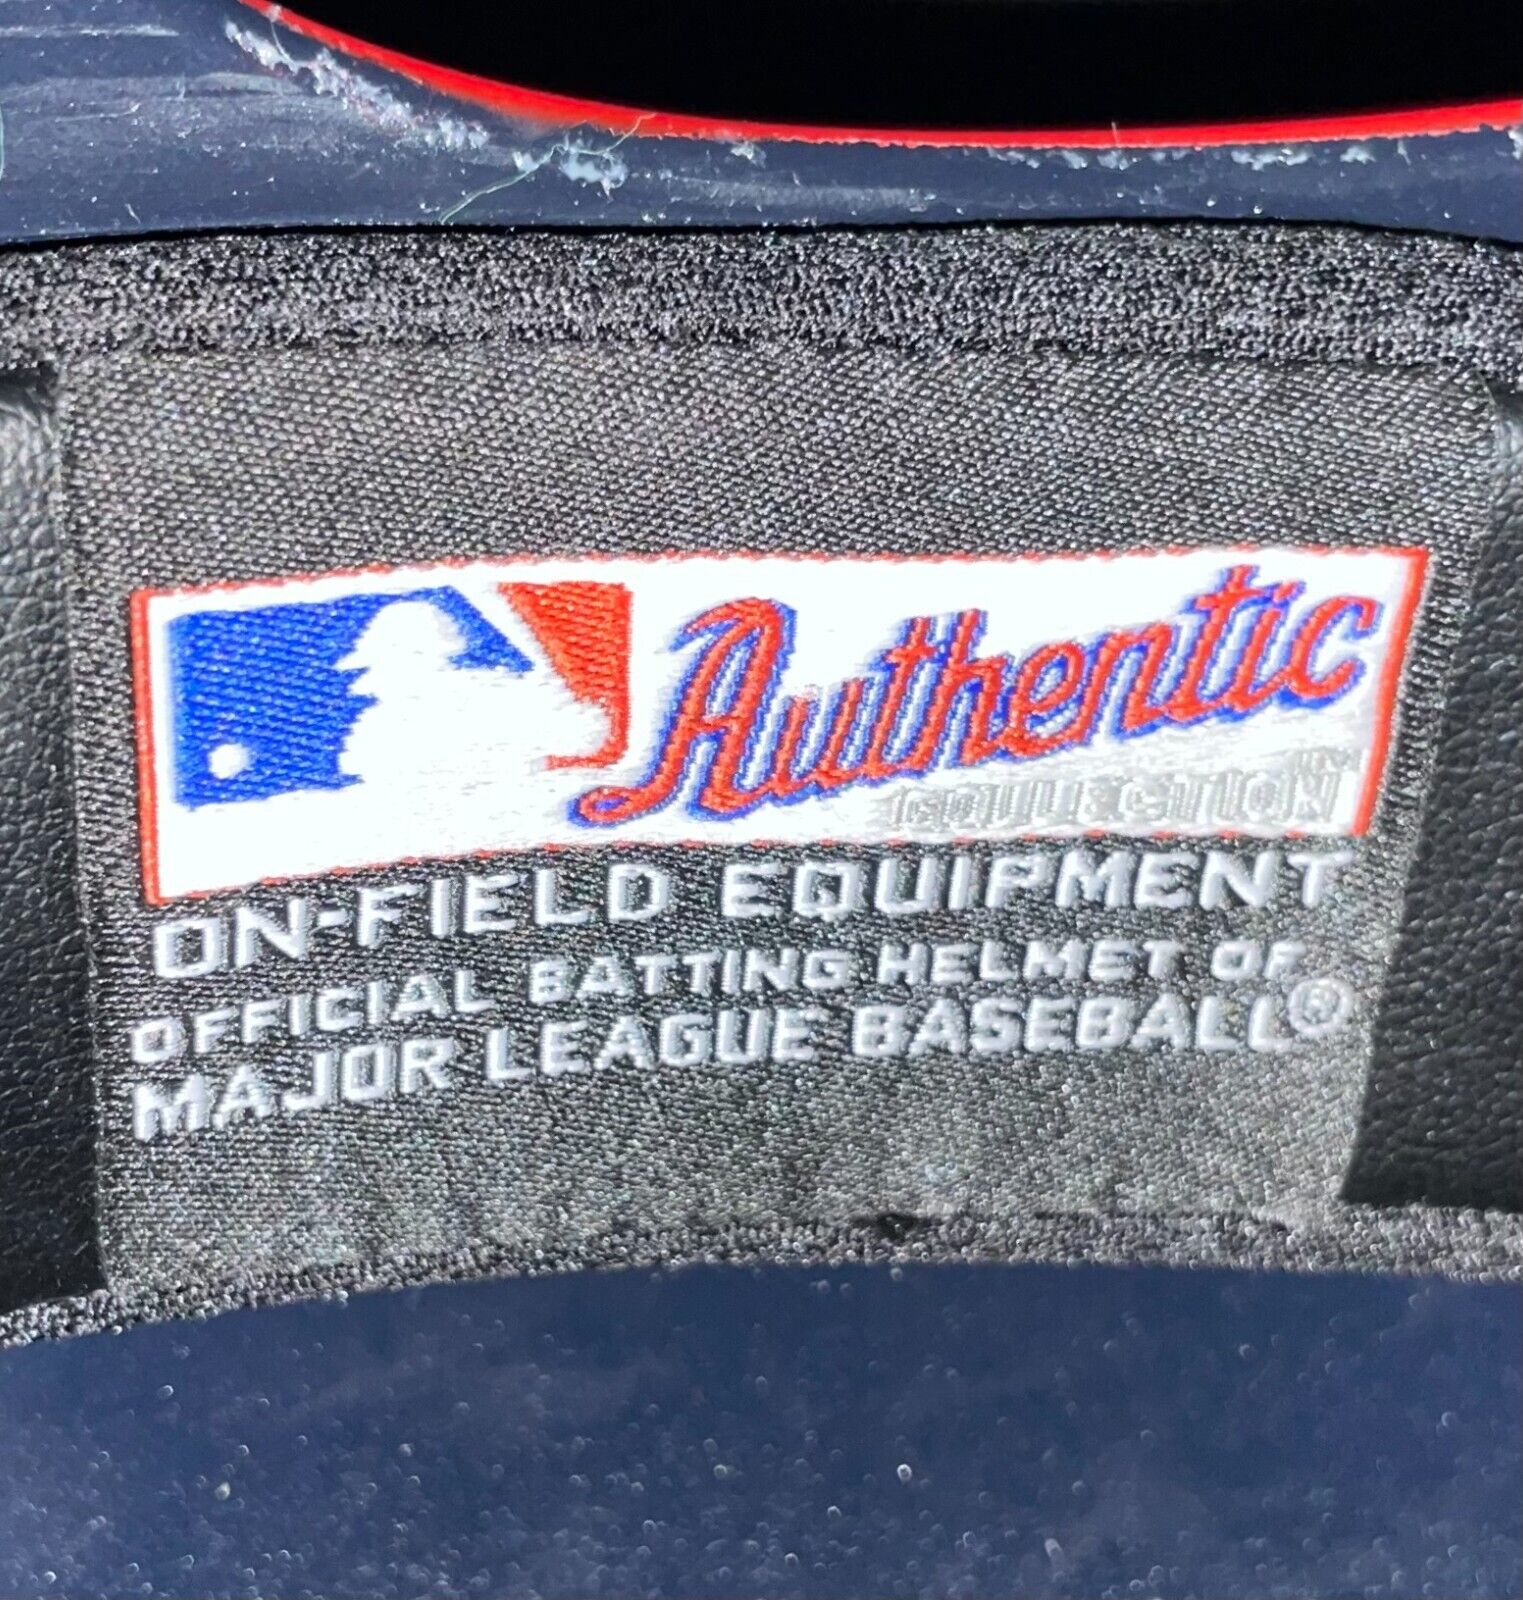 Authentic
COLLECTION
ON-FIELD EQUIPMENT
OFFICIAL BATTING HELMET OF
MAJOR LEAGUE BASEBALL®